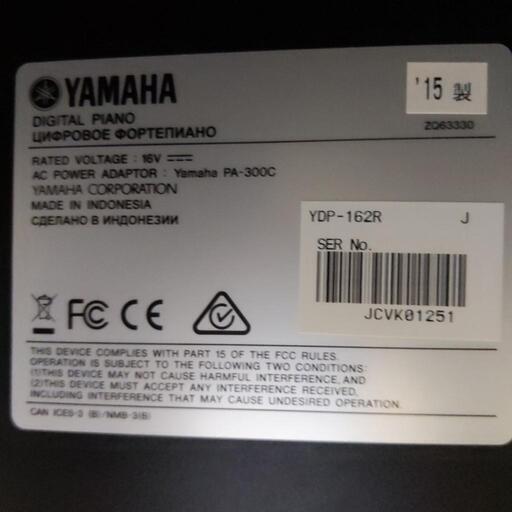 YAMAHA
'15 製
DIGITAL PIANO
ЦИФРОВОЕ ФОРТЕПИАНО
ZQ63330
RATED VOLTAGE : 16V
AC POWER ADAPTOR : Yamaha PA-300C
YAMAHA CORPORATION
MADE IN INDONESIA
СДЕЛАНО В ИНДОНЕЗИИ
YDP-162R J
SER No.
JCVK01251
FC CE
THIS DEVICE COMPLIES WITH PART 15 OF THE FCC RULES.
OPERATION IS SUBJECT TO THE FOLLOWING TWO CONDITIONS:
(1)THIS DEVICE MAY NOT CAUSE HARMFUL INTERFERENCE, AND
(2)THIS DEVICE MUST ACCEPT ANY INTERFERENCE RECEIVED,
INCLUDING INTERFERENCE THAT MAY CAUSE UNDESIRED OPERATION.
CAN ICES-3 (B)/NMB-3(B)